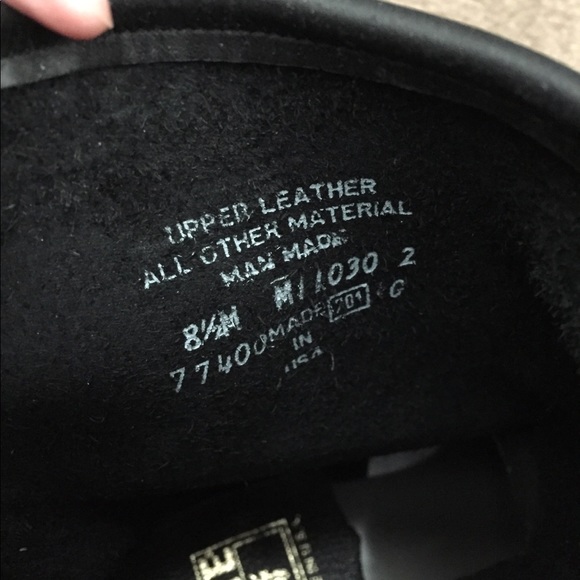 UPPER LEATHER
ALL OTHER MATERIAL
MAN MADE
8½M M11030 2
77400 MADE 201 G
IN
USA